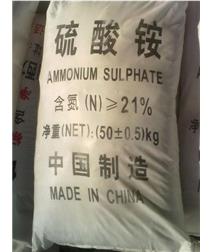 硫酸铵
AMMONIUM SULPHATE
含氮(N)≥21%
净重(NET):(50±0.5)kg
中国制造
MADE IN CHINA